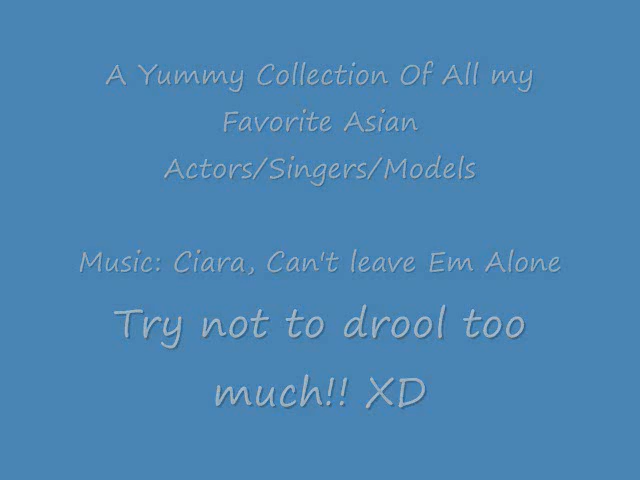 A Yummy Collection Of All my
Favorite Asian
Actors/Singers/Models
Music: Ciara, Can't leave Em Alone
Try not to drool too
much!! XD